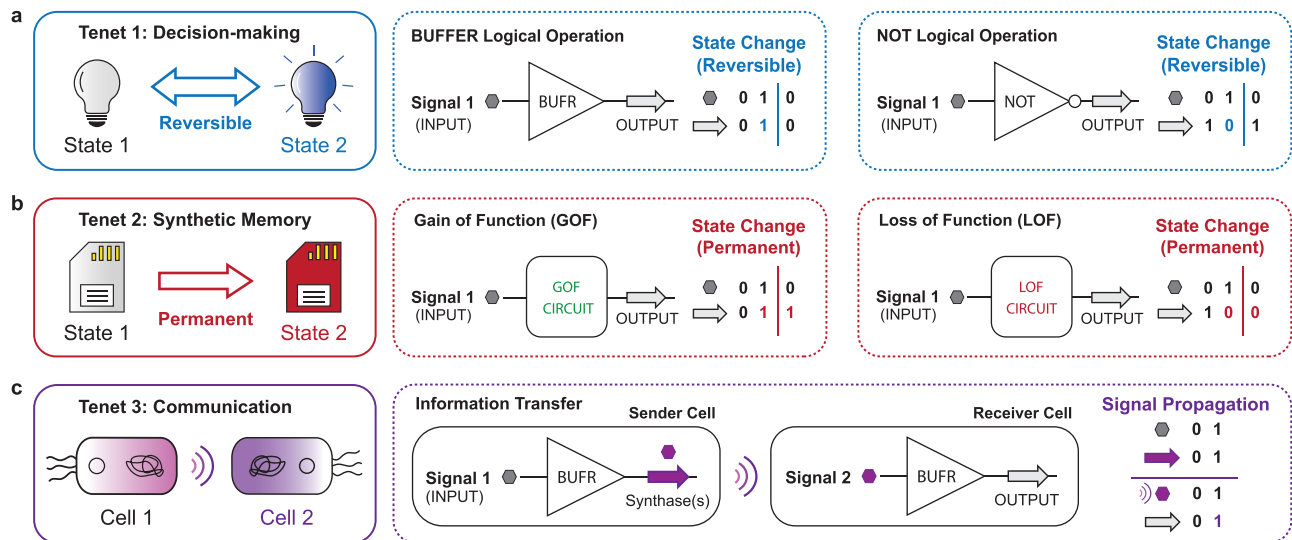 a
Tenet 1: Decision-making
State 1
Reversible
State 2
BUFFER Logical Operation
Signal 1
(INPUT)
BUFR
OUTPUT
State Change
(Reversible)
0 1 0
0 1 0
NOT Logical Operation
Signal 1
(INPUT)
NOT
OUTPUT
State Change
(Reversible)
0 1 0
1 0 1
b
Tenet 2: Synthetic Memory
State 1
Permanent
State 2
Gain of Function (GOF)
Signal 1
(INPUT)
GOF
CIRCUIT
OUTPUT
State Change
(Permanent)
0 1 0
0 1 1
Loss of Function (LOF)
Signal 1
(INPUT)
LOF
CIRCUIT
OUTPUT
State Change
(Permanent)
0 1 0
1 0 0
c
Tenet 3: Communication
Cell 1
Cell 2
Information Transfer
Sender Cell
Signal 1
(INPUT)
BUFR
Synthase(s)
Receiver Cell
Signal 2
BUFR
OUTPUT
Signal Propagation
0 1
0 1
0 1
0 1